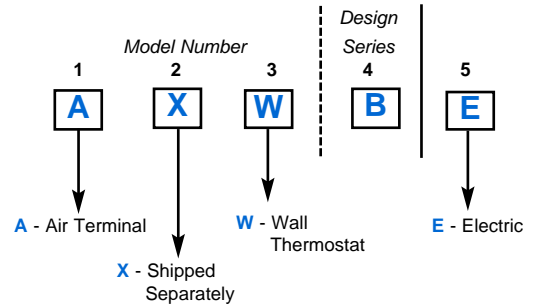 Design
Model Number Series
1 2 3 4 5
A X W B E
A - Air Terminal
W - Wall
Thermostat
E - Electric
X - Shipped
Separately